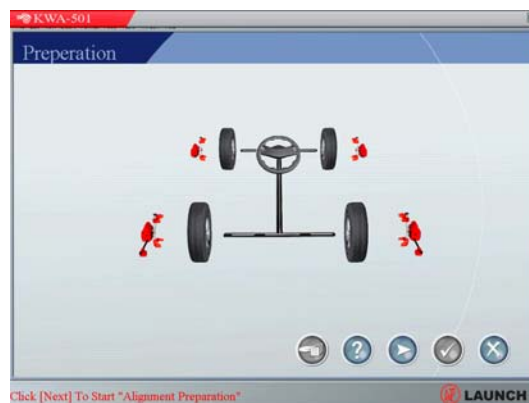 KWA-501
Preperation
?
Click [Next] To Start "Alignment Preparation"
LAUNCH